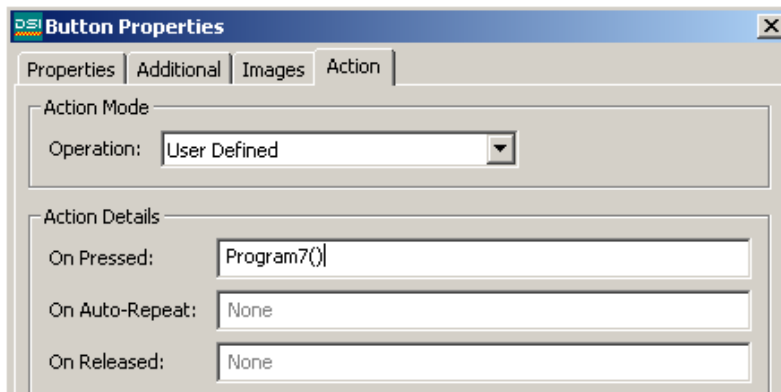 DSI Button Properties
Properties Additional Images Action
Action Mode
Operation: User Defined
Action Details
On Pressed: Program7()
On Auto-Repeat: None
On Released: None